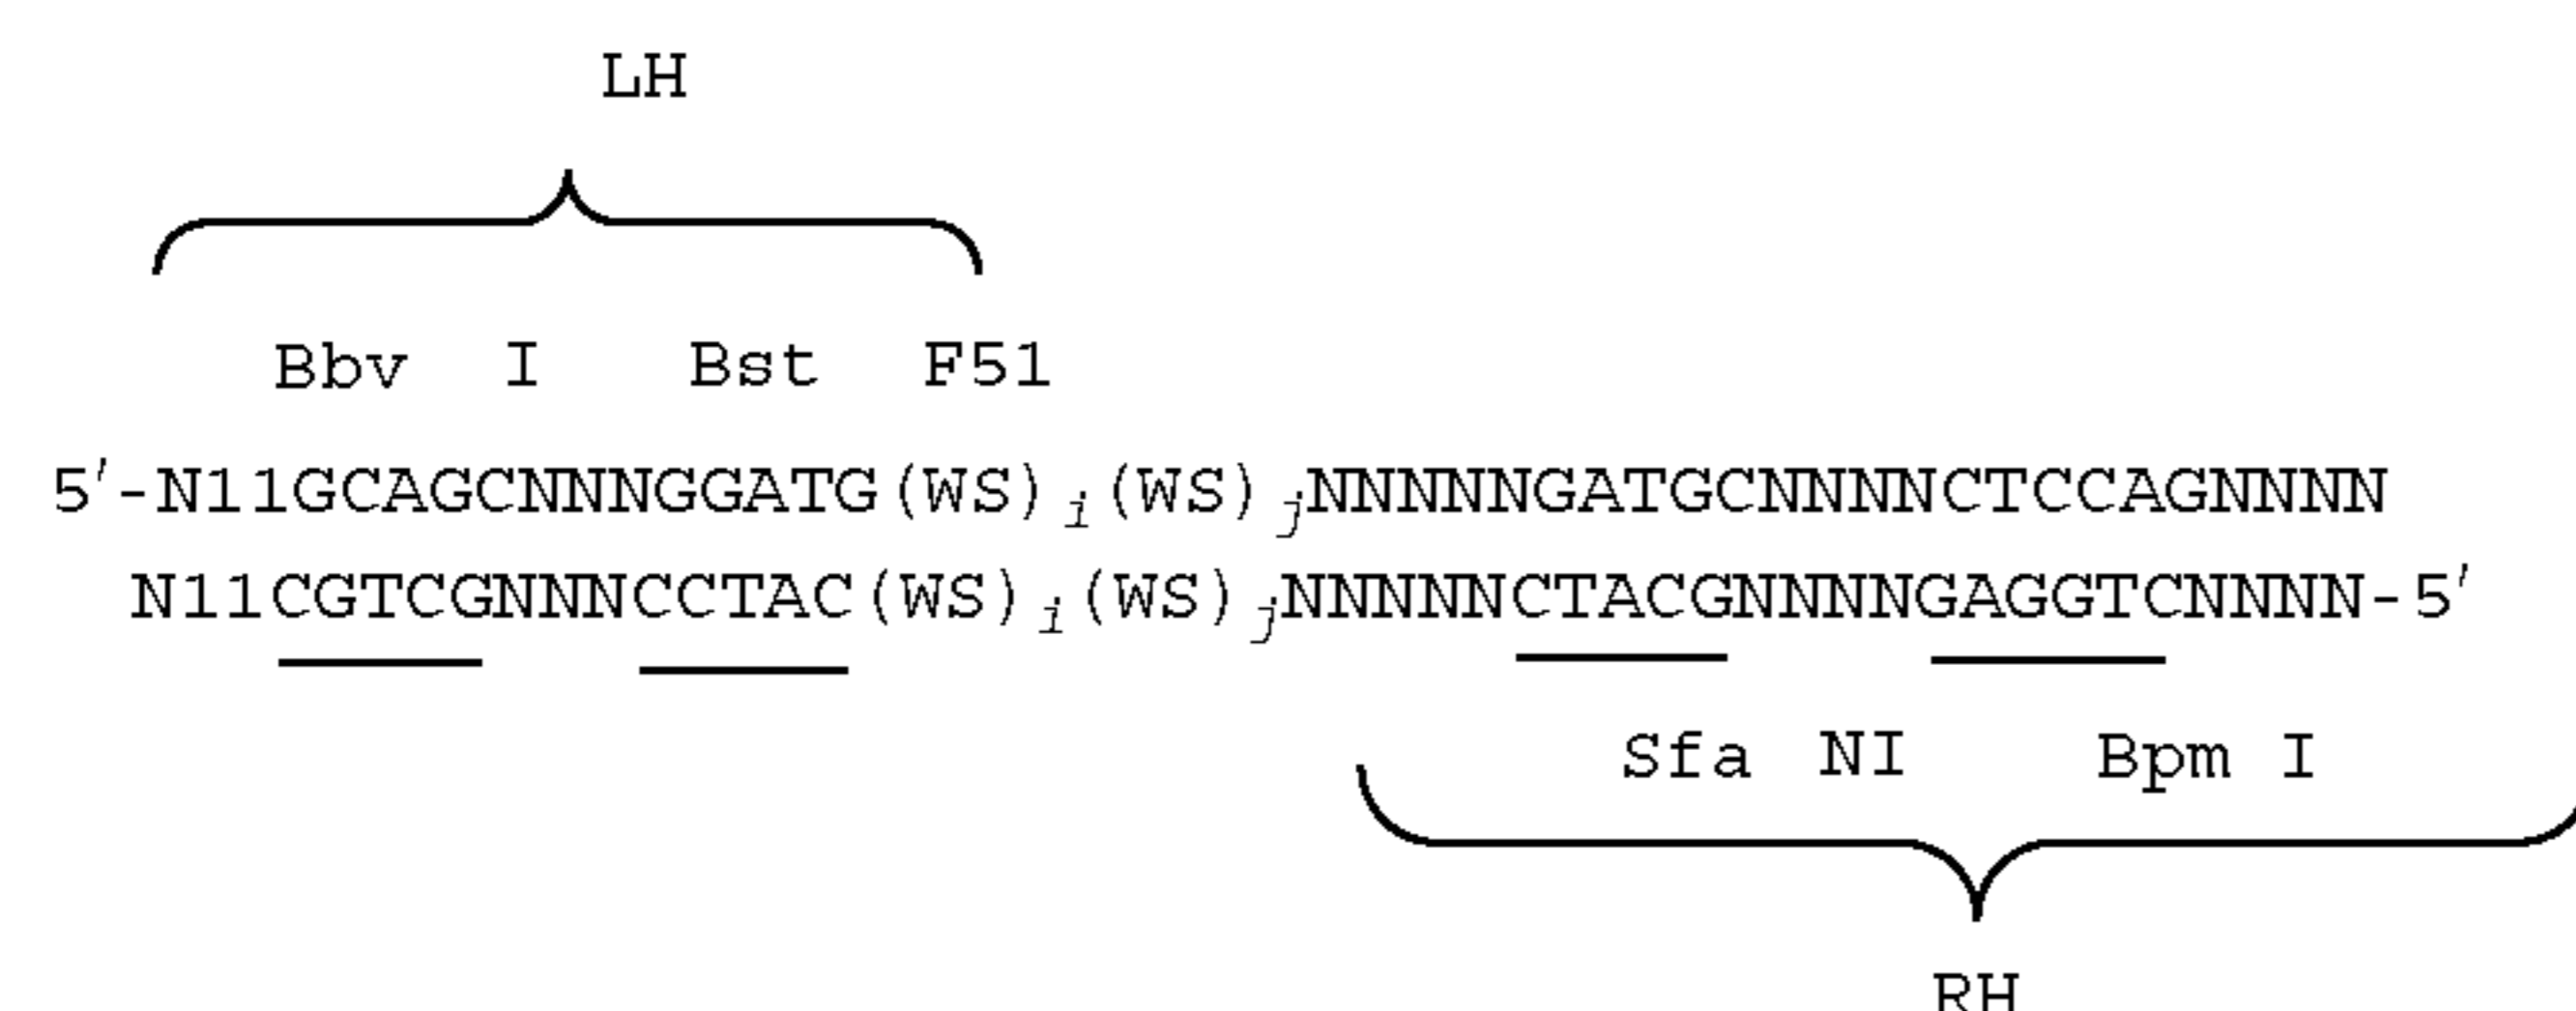 LH
Bbv I Bst F51
5'-N11GCAGCNNNGGATG(WS)i(WS)jNNNNNGATGCNNNNCTCCAGNNNN
N11CGTCGNNNCCTAC(WS)i(WS)jNNNNNCTACGNNNNGAGGTCNNNN-5'
Sfa NI Bpm I
RH